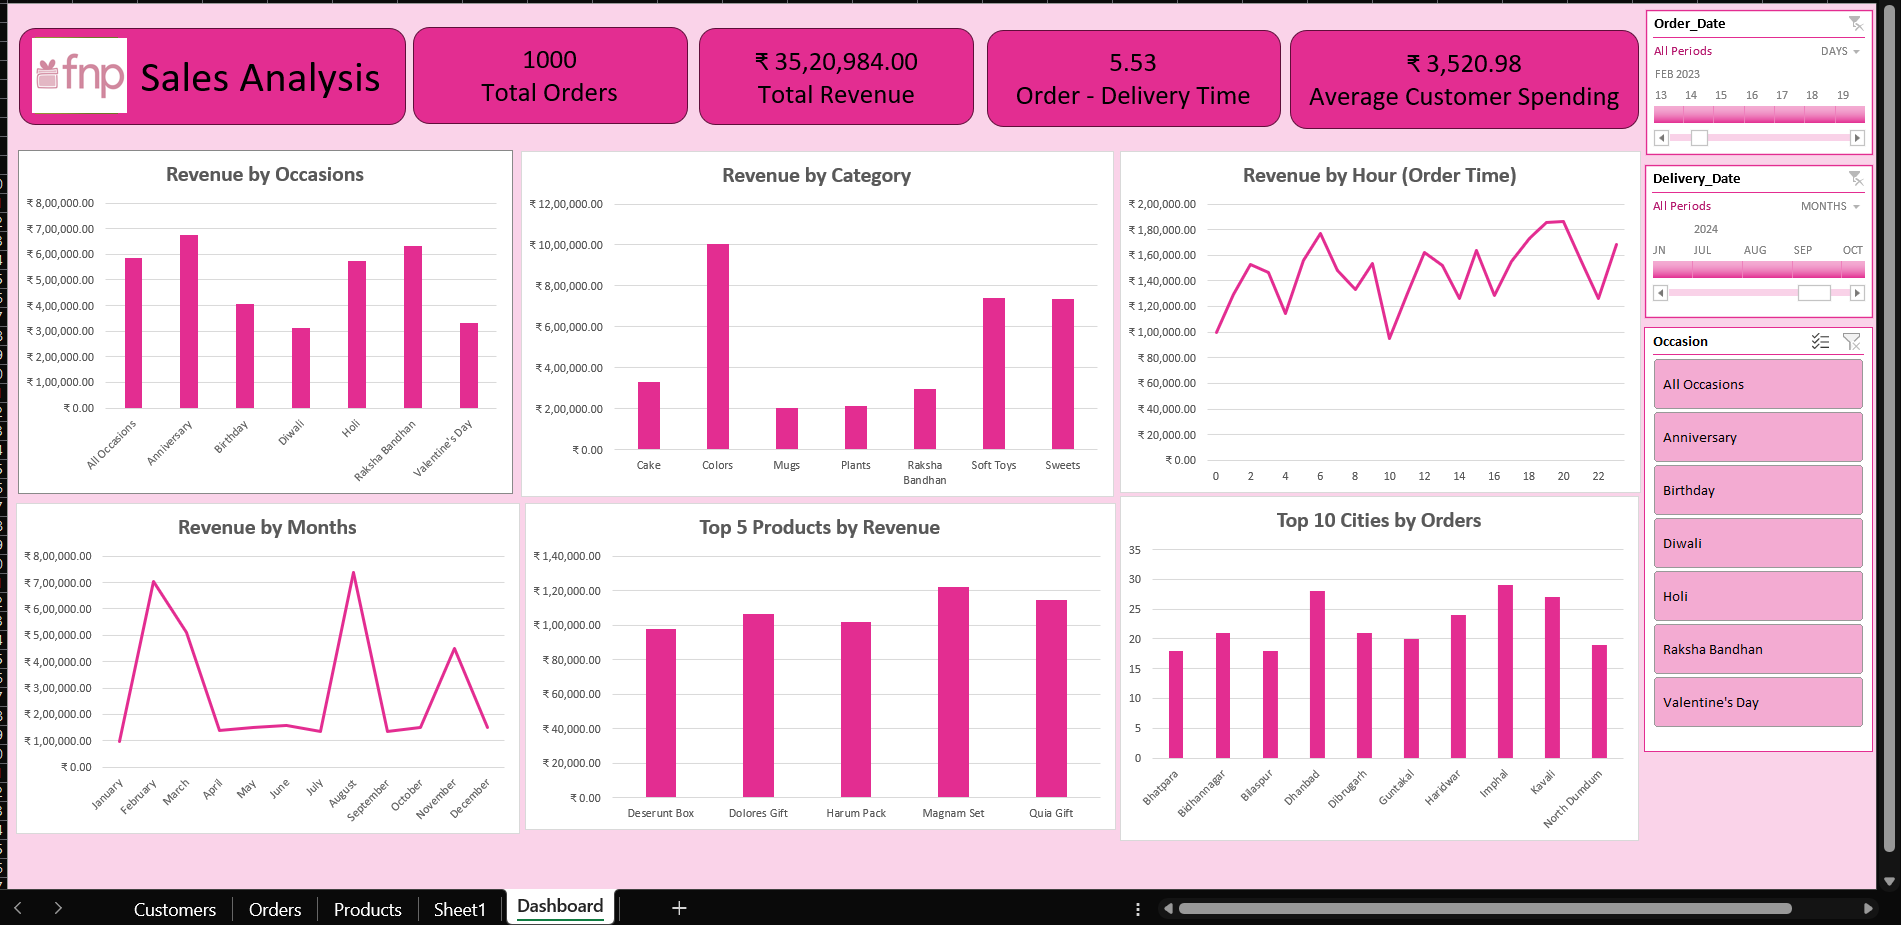 fnp
Sales Analysis
1000
Total Orders
₹ 35,20,984.00
Total Revenue
5.53
Order - Delivery Time
₹ 3,520.98
Average Customer Spending
Order_Date
All Periods
DAYS
FEB 2023
13 14 15 16 17 18 19
Delivery_Date
All Periods
MONTHS
2024
JN JUL AUG SEP OCT
Occasion
All Occasions
Anniversary
Birthday
Diwali
Holi
Raksha Bandhan
Valentine's Day
Revenue by Occasions
₹ 8,00,000.00
₹ 7,00,000.00
₹ 6,00,000.00
₹ 5,00,000.00
₹ 4,00,000.00
₹ 3,00,000.00
₹ 2,00,000.00
₹ 1,00,000.00
₹ 0.00
All Occasions
Anniversary
Birthday
Diwali
Holi
Raksha Bandhan
Valentine's Day
Revenue by Category
₹ 12,00,000.00
₹ 10,00,000.00
₹ 8,00,000.00
₹ 6,00,000.00
₹ 4,00,000.00
₹ 2,00,000.00
₹ 0.00
Cake Colors Mugs Plants Raksha Soft Toys Sweets
Bandhan
Revenue by Hour (Order Time)
₹ 2,00,000.00
₹ 1,80,000.00
₹ 1,60,000.00
₹ 1,40,000.00
₹ 1,20,000.00
₹ 1,00,000.00
₹ 80,000.00
₹ 60,000.00
₹ 40,000.00
₹ 20,000.00
₹ 0.00
0 2 4 6 8 10 12 14 16 18 20 22
Revenue by Months
₹ 8,00,000.00
₹ 7,00,000.00
₹ 6,00,000.00
₹ 5,00,000.00
₹ 4,00,000.00
₹ 3,00,000.00
₹ 2,00,000.00
₹ 1,00,000.00
₹ 0.00
January
February
March
April
May
June
July
August
September
October
November
December
Top 5 Products by Revenue
₹ 1,40,000.00
₹ 1,20,000.00
₹ 1,00,000.00
₹ 80,000.00
₹ 60,000.00
₹ 40,000.00
₹ 20,000.00
₹ 0.00
Deserunt Box Dolores Gift Harum Pack Magnam Set Quia Gift
Top 10 Cities by Orders
35
30
25
20
15
10
5
0
Bhatpara
Bidhannagar
Bilaspur
Dhanbad
Dibrugarh
Guntakal
Haridwar
Imphal
Kavali
North Dumdum
Customers Orders Products Sheet1 Dashboard